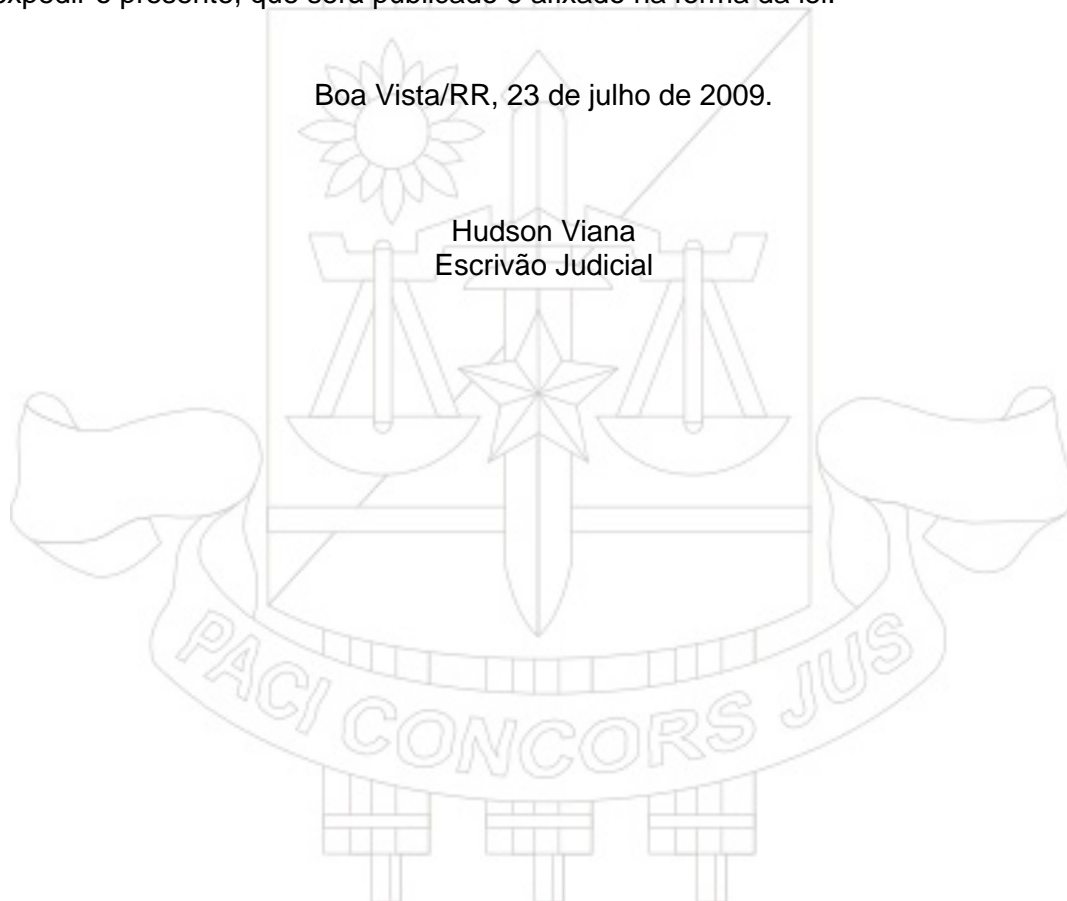 expedir o presente, que será publicado e afixado na forma da lei.
Boa Vista/RR, 23 de julho de 2009.
Hudson Viana
Escrivão Judicial
PACI CONCORS JUS